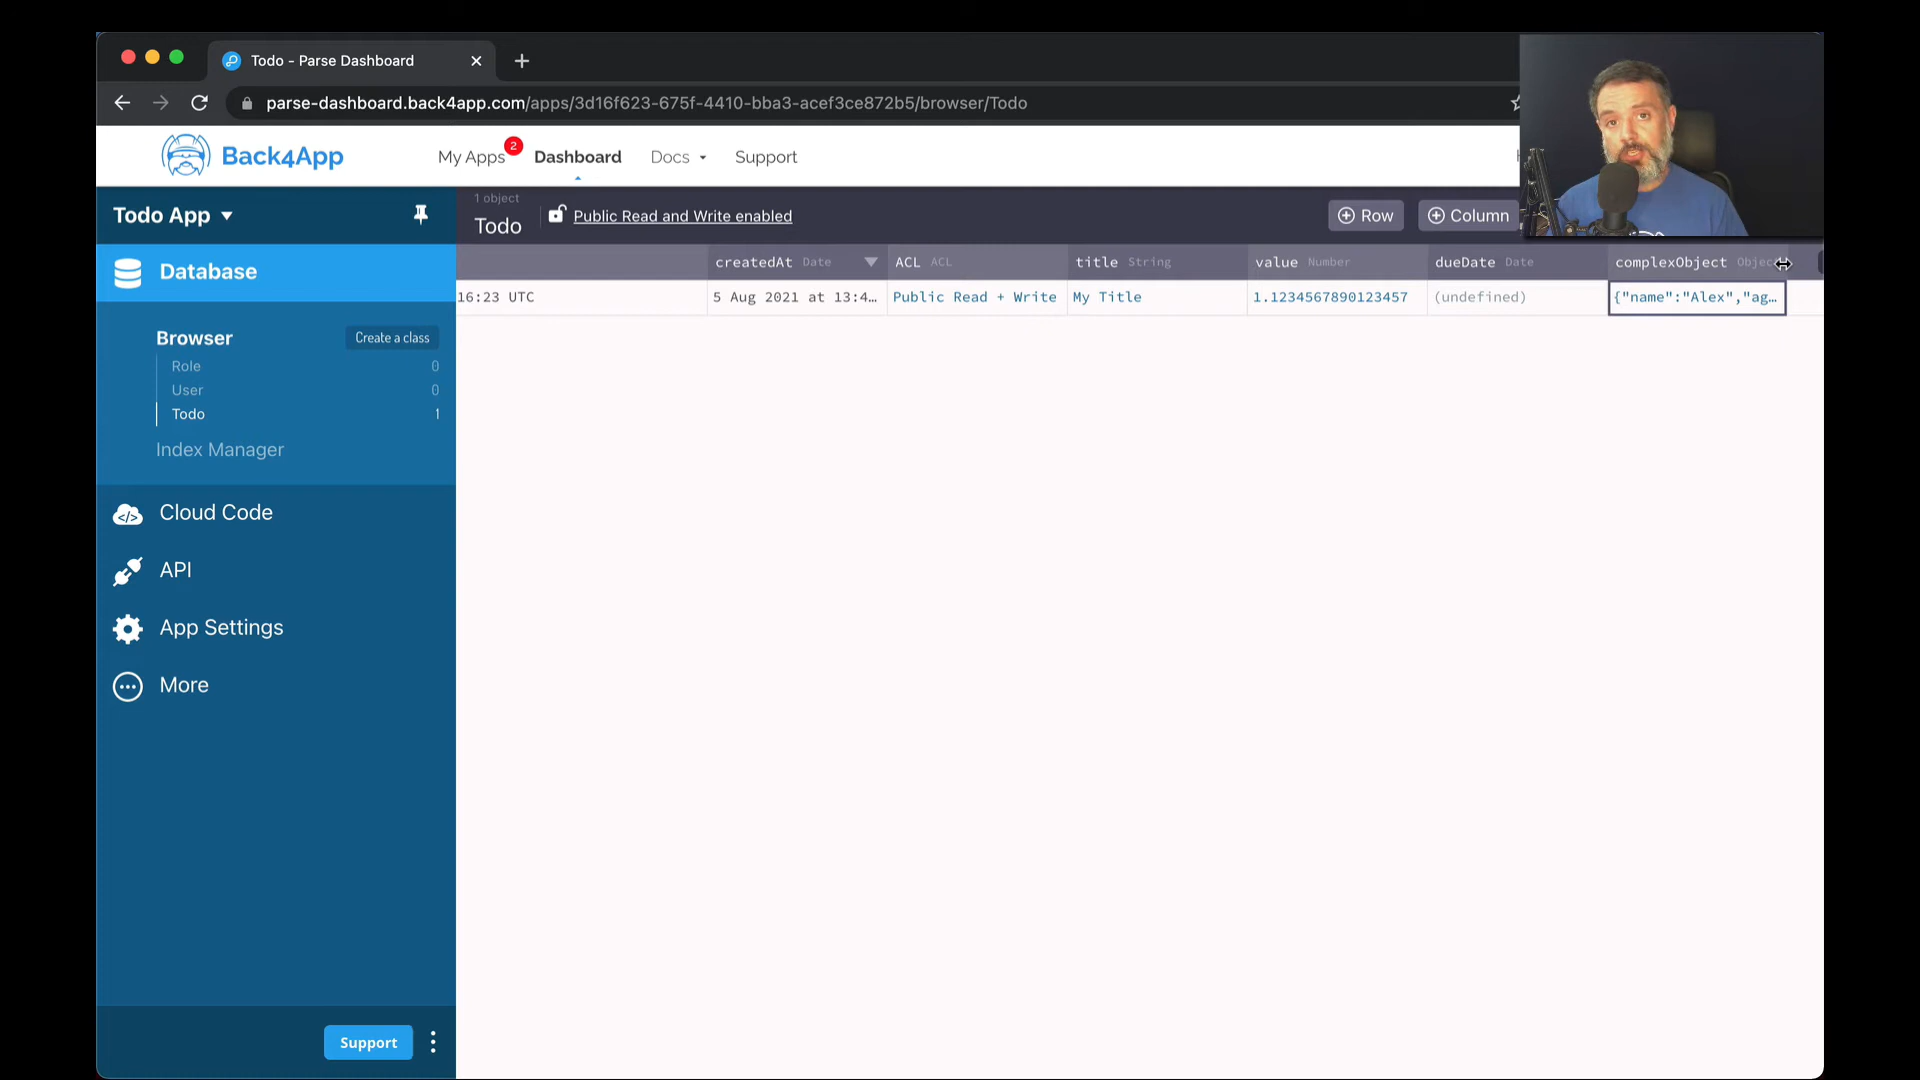 Todo - Parse Dashboard
parse-dashboard.back4app.com/apps/3d16f623-675f-4410-bba3-acef3ce872b5/browser/Todo
Back4App
My Apps 2 Dashboard Docs Support
Todo App
1 object
Todo Public Read and Write enabled
Row Column
Database
createdAt Date ACL ACL title String value Number dueDate Date complexObject
16:23 UTC 5 Aug 2021 at 13:4… Public Read + Write My Title 1.1234567890123457 (undefined) {"name":"Alex","ag…
Browser Create a class
Role 0
User 0
Todo 1
Index Manager
Cloud Code
API
App Settings
More
Support